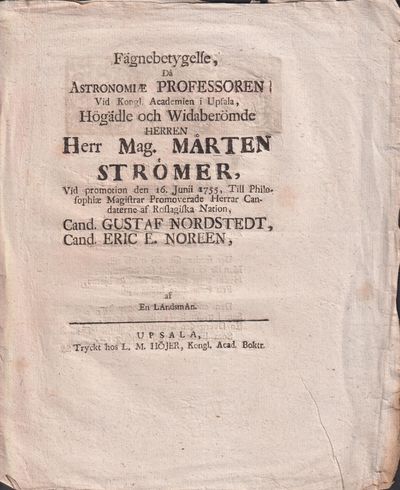 Fägnebetygelse,
Då
ASTRONOMIÆ PROFESSOREN
Vid Kongl. Academien i Upsala,
Högädle och Widaberömde
HERREN
Herr Mag. MÅRTEN
STRÖMER,
Vid promotion den 16. Junii 1755, Till Philo-
sophiæ Magistrar Promoverade Herrar Can-
daterne af Roslagiska Nation,
Cand. GUSTAF NORDSTEDT,
Cand. ERIC E. NOREEN,
af
En LAndsmAn.
UPSALA,
Tryckt hos L. M. HÖJER, Kongl. Acad. Boktr.